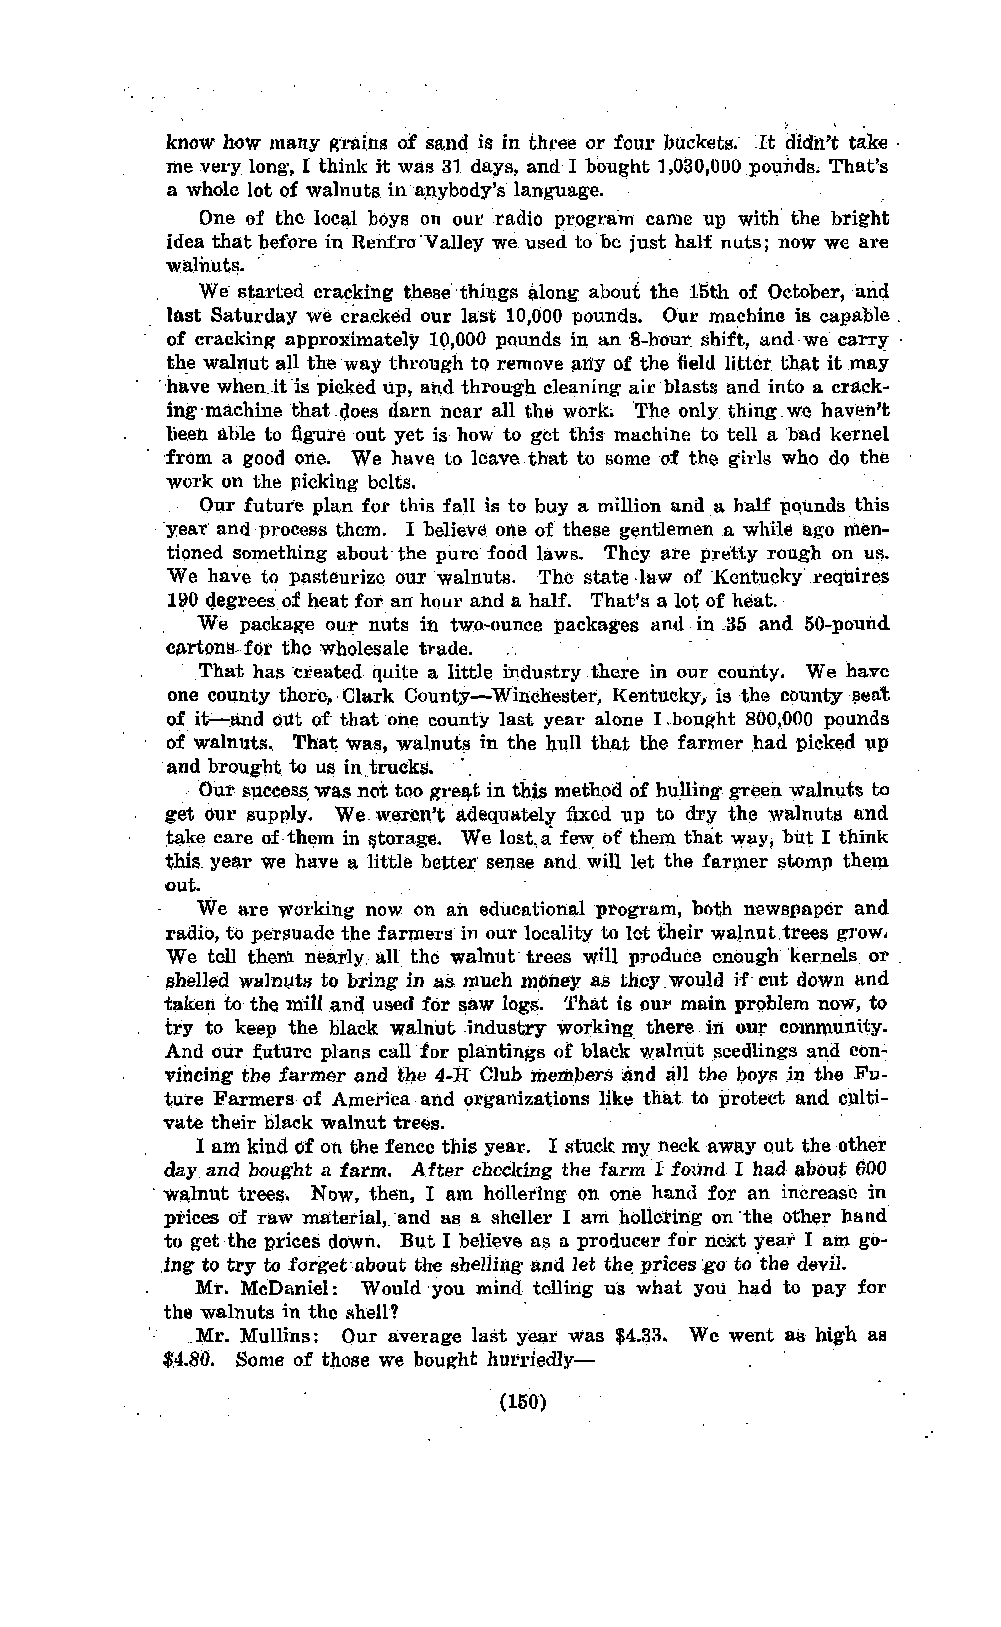 know how many grains of sand is in three or four buckets. It didn't take
me very long, I think it was 31 days, and I bought 1,030,000 pounds. That's
a whole lot of walnuts in anybody's language.
One of the local boys on our radio program came up with the bright
idea that before in Renfro Valley we used to be just half nuts; now we are
walnuts.
We started cracking these things along about the 15th of October, and
last Saturday we cracked our last 10,000 pounds. Our machine is capable
of cracking approximately 10,000 pounds in an 8-hour shift, and we carry
the walnut all the way through to remove any of the field litter that it may
have when it is picked up, and through cleaning air blasts and into a crack-
ing machine that does darn near all the work. The only thing we haven't
been able to figure out yet is how to get this machine to tell a bad kernel
from a good one. We have to leave that to some of the girls who do the
work on the picking belts.
Our future plan for this fall is to buy a million and a half pounds this
year and process them. I believe one of these gentlemen a while ago men-
tioned something about the pure food laws. They are pretty rough on us.
We have to pasteurize our walnuts. The state law of Kentucky requires
190 degrees of heat for an hour and a half. That's a lot of heat.
We package our nuts in two-ounce packages and in 35 and 50-pound
cartons for the wholesale trade.
That has created quite a little industry there in our county. We have
one county there, Clark County—Winchester, Kentucky, is the county seat
of it—and out of that one county last year alone I bought 800,000 pounds
of walnuts. That was, walnuts in the hull that the farmer had picked up
and brought to us in trucks.
Our success was not too great in this method of hulling green walnuts to
get our supply. We weren't adequately fixed up to dry the walnuts and
take care of them in storage. We lost a few of them that way, but I think
this year we have a little better sense and will let the farmer stomp them
out.
We are working now on an educational program, both newspaper and
radio, to persuade the farmers in our locality to let their walnut trees grow.
We tell them nearly all the walnut trees will produce enough kernels or
shelled walnuts to bring in as much money as they would if cut down and
taken to the mill and used for saw logs. That is our main problem now, to
try to keep the black walnut industry working there in our community.
And our future plans call for plantings of black walnut seedlings and con-
vincing the farmer and the 4-H Club members and all the boys in the Fu-
ture Farmers of America and organizations like that to protect and culti-
vate their black walnut trees.
I am kind of on the fence this year. I stuck my neck away out the other
day and bought a farm. After checking the farm I found I had about 600
walnut trees. Now, then, I am hollering on one hand for an increase in
prices of raw material, and as a sheller I am hollering on the other hand
to get the prices down. But I believe as a producer for next year I am go-
ing to try to forget about the shelling and let the prices go to the devil.
Mr. McDaniel: Would you mind telling us what you had to pay for
the walnuts in the shell?
Mr. Mullins: Our average last year was $4.33. We went as high as
$4.80. Some of those we bought hurriedly—
(150)